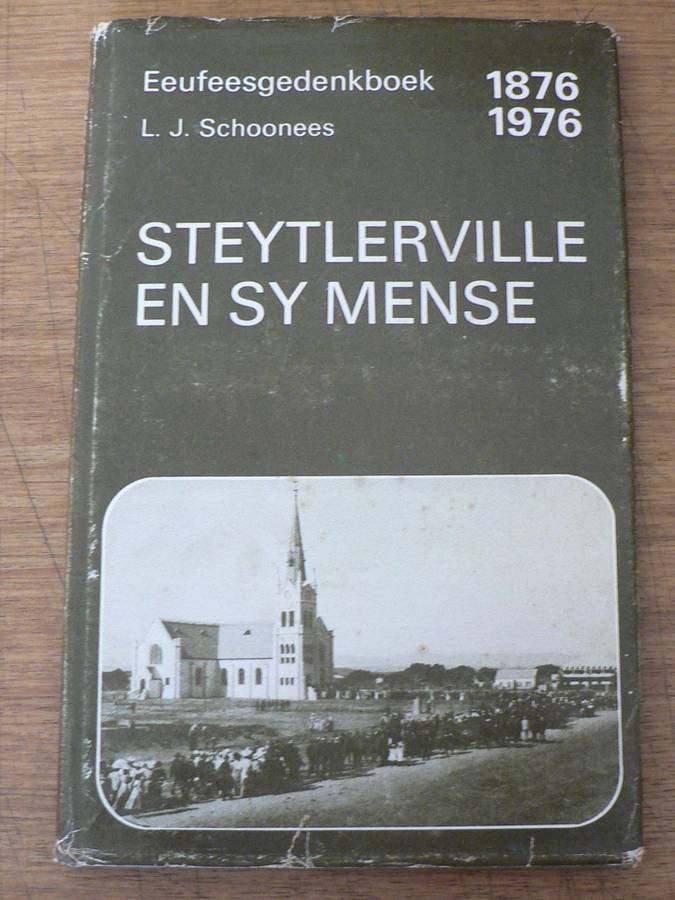 Eeufeesgedenkboek 1876
L. J. Schoonees 1976
STEYTLERVILLE
EN SY MENSE